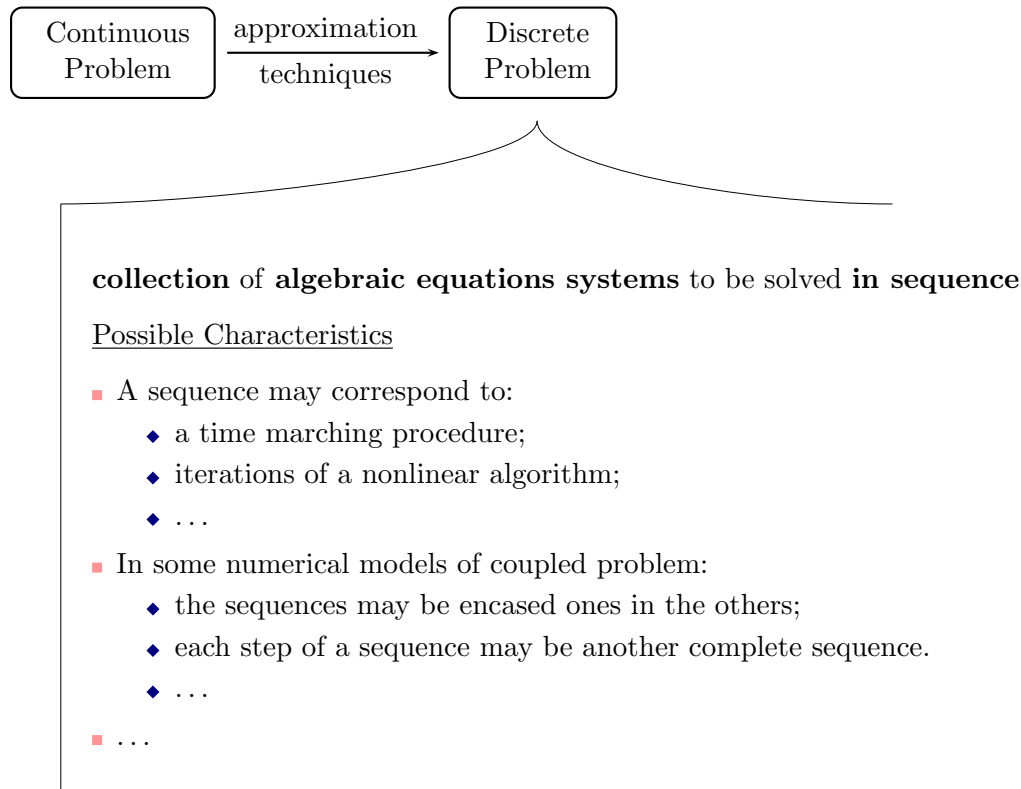 Continuous
Problem
approximation
techniques
Discrete
Problem
collection of algebraic equations systems to be solved in sequence
Possible Characteristics
A sequence may correspond to:
a time marching procedure;
iterations of a nonlinear algorithm;
...
In some numerical models of coupled problem:
the sequences may be encased ones in the others;
each step of a sequence may be another complete sequence.
...
...